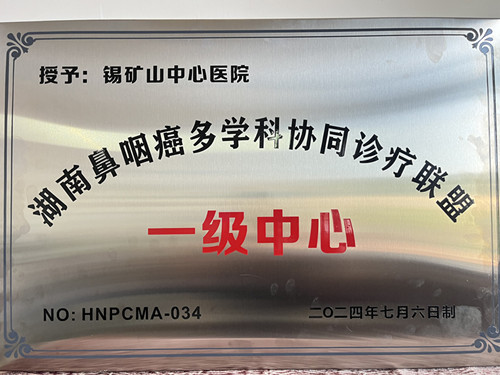 授予：锡矿山中心医院
湖南鼻咽癌多学科协同诊疗联盟
一级中心
NO: HNPCMA-034
二〇二四年七月六日制